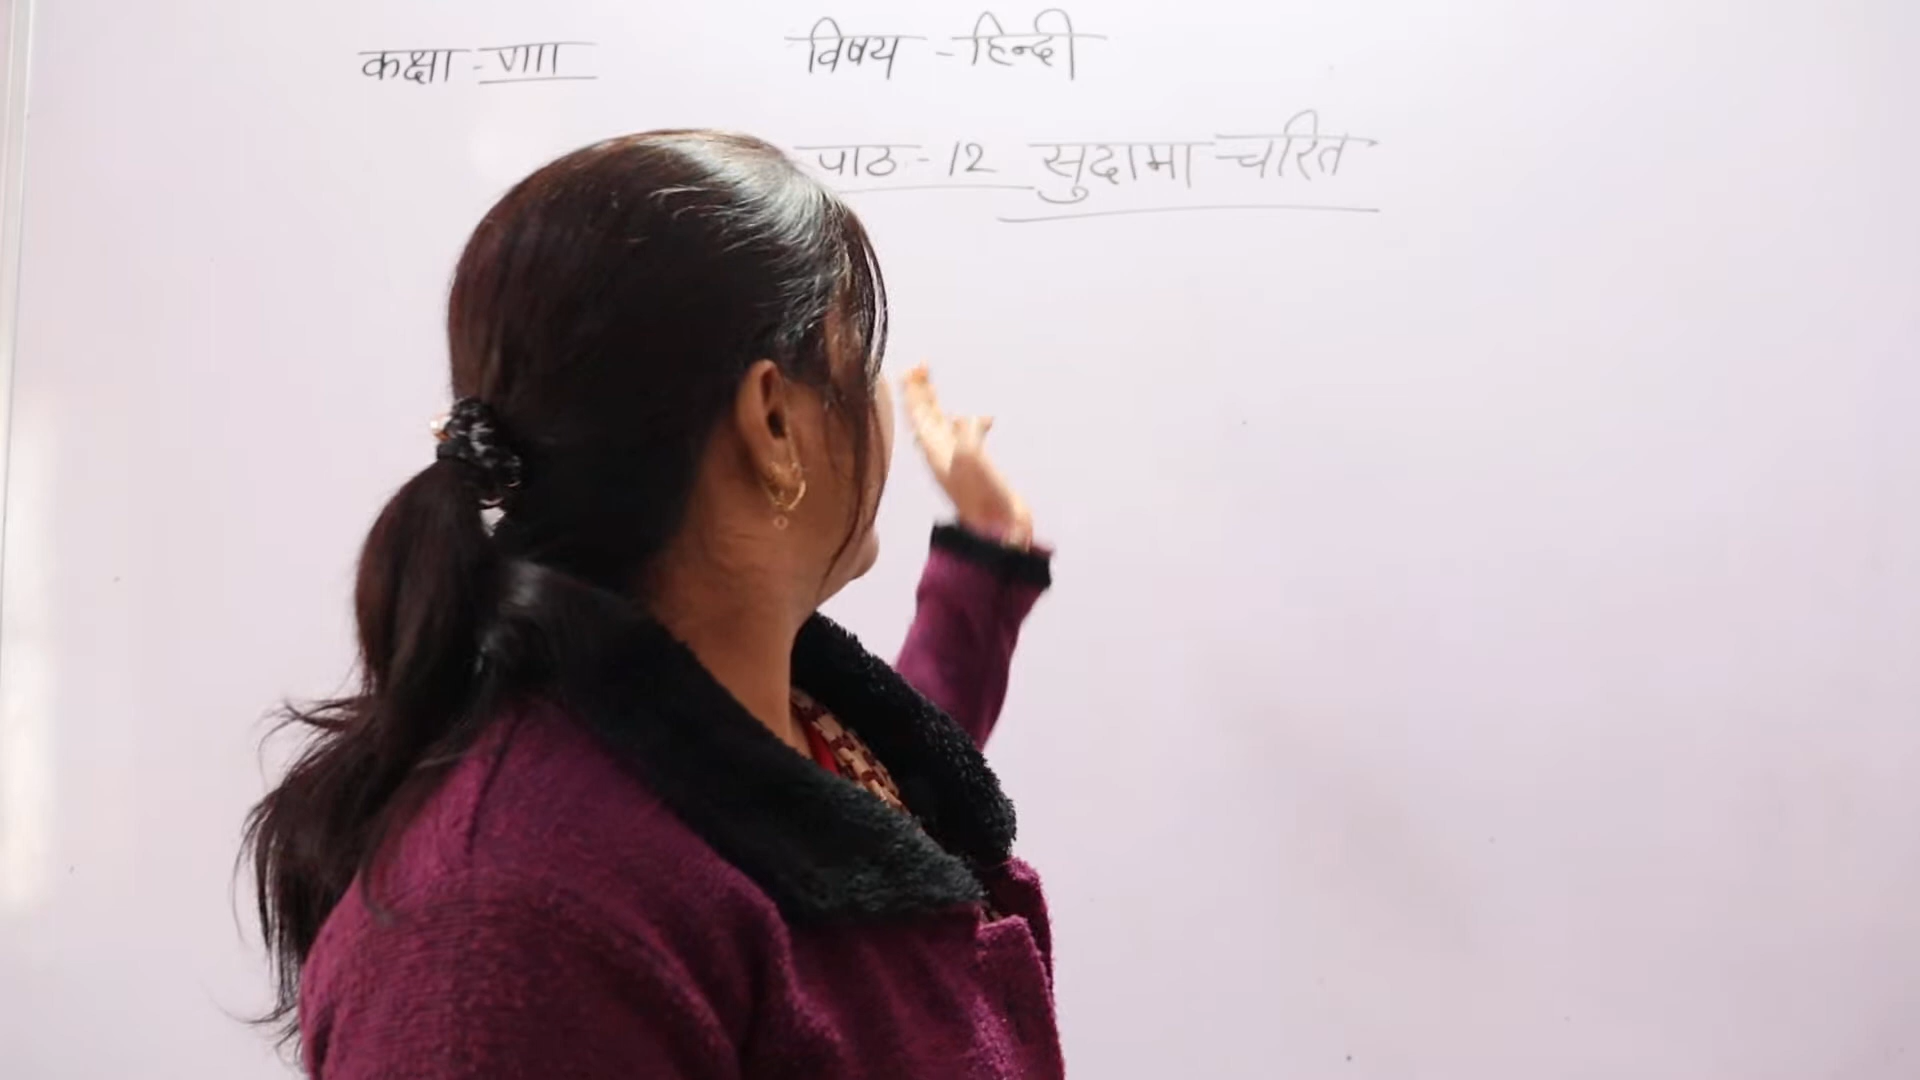 कक्षा - VIII विषय - हिन्दी
पाठ - 12 सुदामा चरित